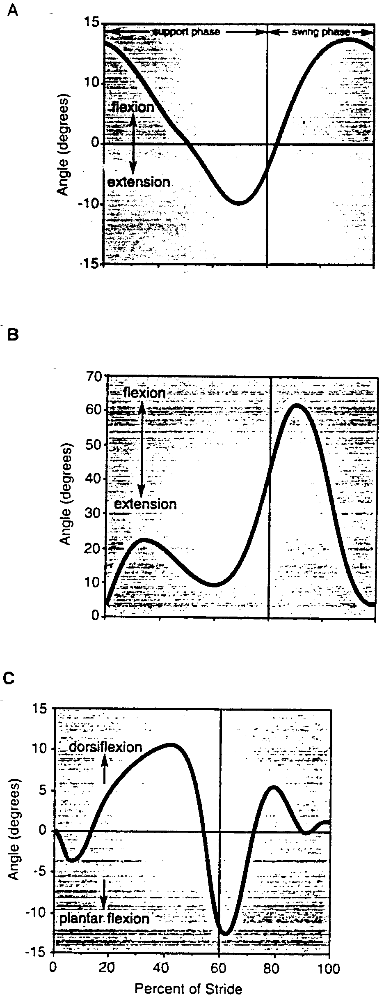 A
15
support phase
swing phase
10
flexion
0
extension
-10
-15
Angle (degrees)
B
70
flexion
60
50
40
extension
30
20
10
0
Angle (degrees)
C
15
10
dorsiflexion
5
0
-5
-10
plantar flexion
-15
Angle (degrees)
0 20 40 60 80 100
Percent of Stride